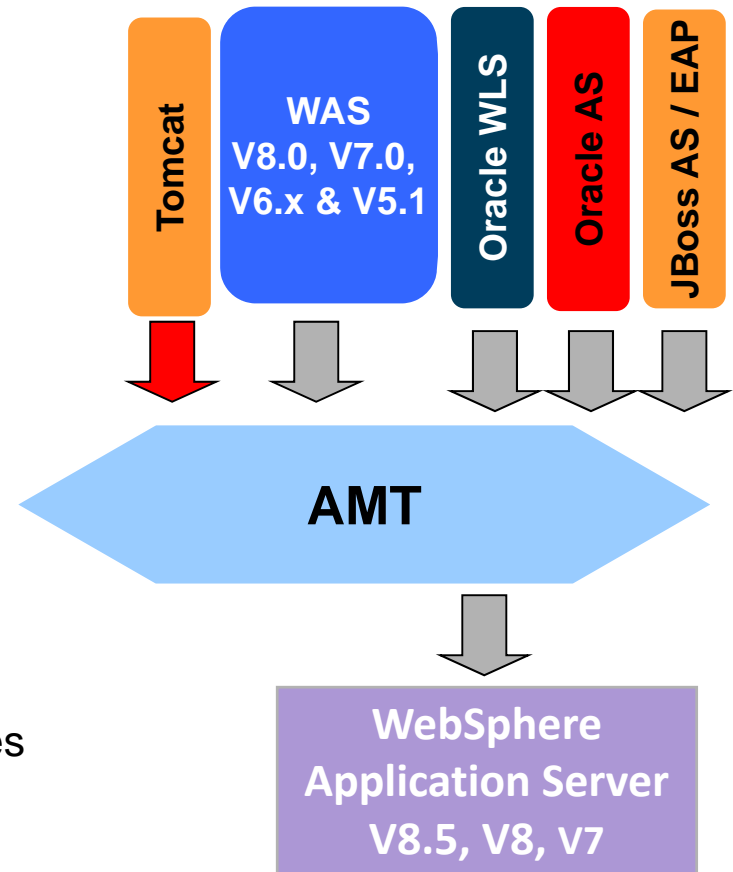 Tomcat
WAS
V8.0, V7.0,
V6.x & V5.1
Oracle WLS
Oracle AS
JBoss AS / EAP
AMT
es
WebSphere
Application Server
V8.5, V8, V7